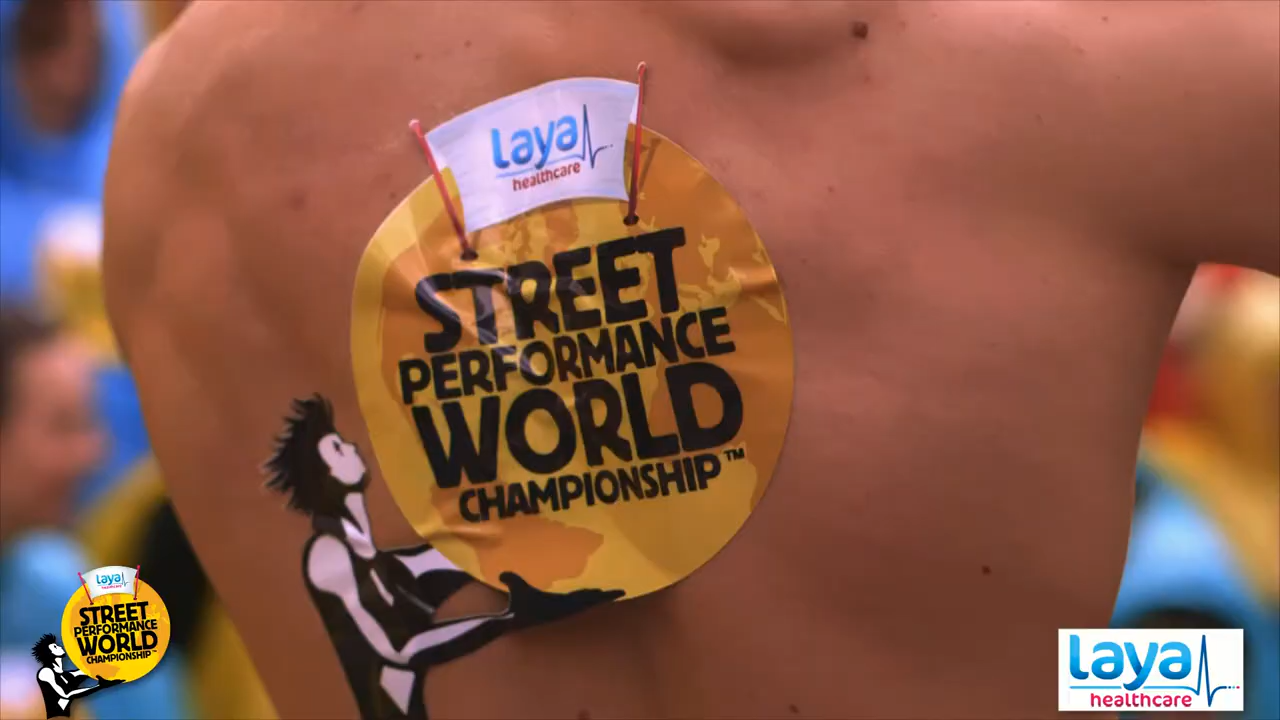 laya
healthcare
STREET
PERFORMANCE
WORLD
CHAMPIONSHIP™
laya
healthcare
STREET
PERFORMANCE
WORLD
CHAMPIONSHIP™
laya
healthcare